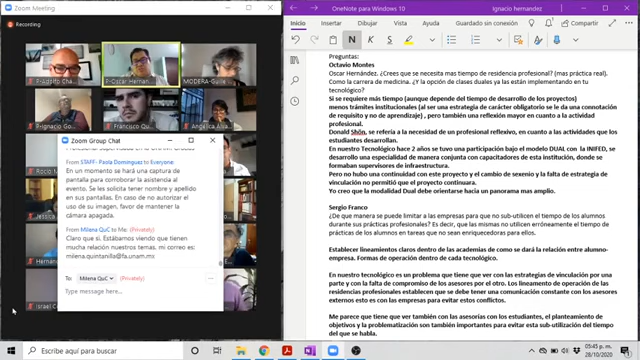 Zoom Meeting
Recording
P-Oscar Hernan...
MODERA-Guille
P-Ignacio Go
Francisco Quc
Angelica Allia
Zoom Group Chat
From STAFF- Paola Dominguez to Everyone:
En un momento se hará una captura de
pantalla para corroborar la asistencia al
evento. Se les solicita tener nombre y apellido
en sus pantallas. En caso de no autorizar el
uso de su imagen, favor de mantener la
cámara apagada.
From Milena QuC to Me: (Privately)
Claro que si. Estábamos viendo que tienen
mucha relación nuestros temas. mi correo es:
milena.quintanilla@fa.unam.mx
To: Milena QuC (Privately)
Type message here...
Israel C
OneNote para Windows 10
Ignacio hernandez
Inicio Insertar Dibujar Vista
Compartir
N
Preguntas:
Octavio Montes
Oscar Hernández. ¿Crees que se necesita mas tiempo de residencia profesional? (mas práctica real).
Como la carrera de medicina. ¿Y la opción de clases duales ya las están implementando en tu
tecnológico?
Si se requiere mas tiempo (aunque depende del tiempo de desarrollo de los proyectos)
menos trámites institucionales (al ser una estrategia de carácter obligatorio se le da una connotación
de requisito y no de aprendizaje) , pero también una reflexión mayor en cuanto a la actividad
profesional.
Donald Shôn, se refería a la necesidad de un profesional reflexivo, en cuanto a las actividades que los
estudiantes desarrollan.
En nuestro Tecnológico hace 2 años se tuvo una participación bajo el modelo DUAL con la INIFED, se
desarrollo una especialidad de manera conjunta con capacitadores de esta institución, donde se
formaban supervisores de infraestructura.
Pero no hubo una continuidad con este proyecto y el cambio de sexenio y la falta de estrategia de
vinculación no permitió que el proyecto continuara.
Yo creo que la modalidad Dual debe orientarse hacia un panorama mas amplio.
Sergio Franco
¿De que manera se puede limitar a las empresas para que no sub-utilicen el tiempo de los alumnos
durante sus prácticas profesionales? Es decir, que las mismas no utilicen erróneamente el tiempo de
prácticas de los alumnos en tareas que no sean enriquecedoras para ellos.
Establecer lineamientos claros dentro de las academias de como se dará la relación entre alumno-
empresa. Formas de operación dentro de cada tecnológico.
En nuestro tecnológico es un problema que tiene que ver con las estrategias de vinculación por una
parte y con la falta de compromiso de los asesores por el otro. Los lineamiento de operación de las
residencias profesionales establecen que se debe tener una comunicación constante con los asesores
externos esto es con las empresas para evitar estos conflictos.
Me parece que tiene que ver también con las asesorías con los estudiantes, el planteamiento de
objetivos y la problematización son también importantes para evitar esta sub-utilización del tiempo
del que se habla.
Escribe aquí para buscar
05:45 p. m.
28/10/2020